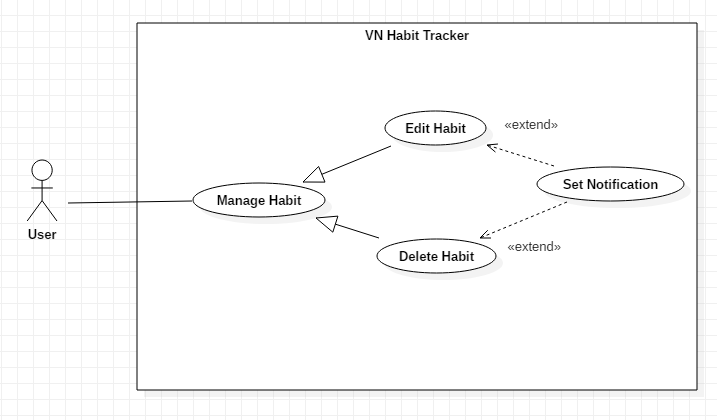 VN Habit Tracker
Edit Habit
«extend»
Set Notification
Manage Habit
User
Delete Habit
«extend»